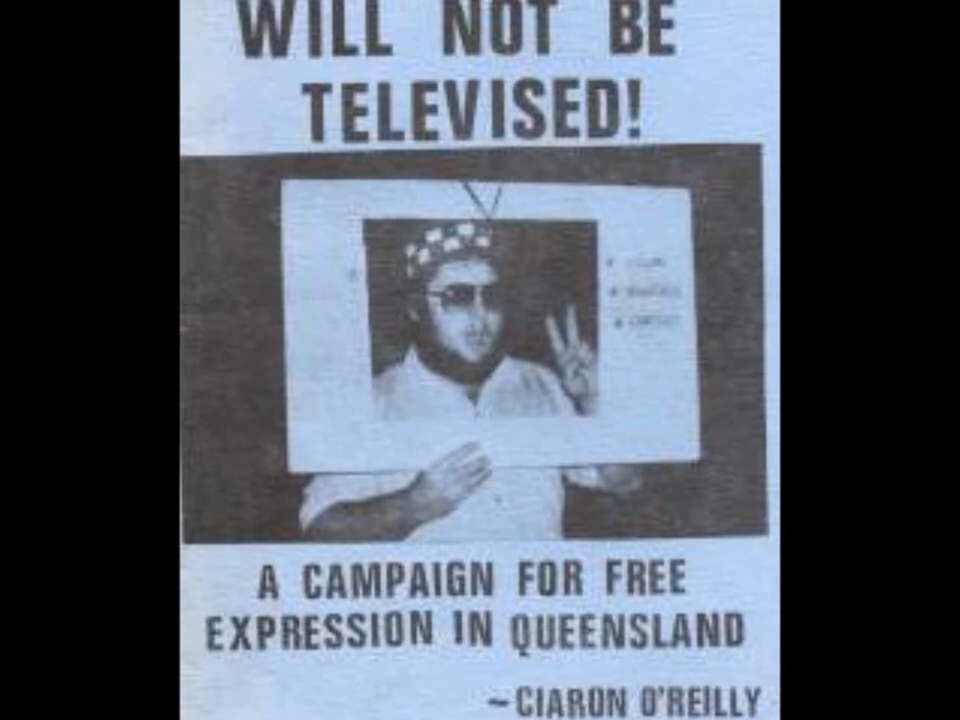 WILL NOT BE
TELEVISED!
A CAMPAIGN FOR FREE
EXPRESSION IN QUEENSLAND
~CIARON O'REILLY